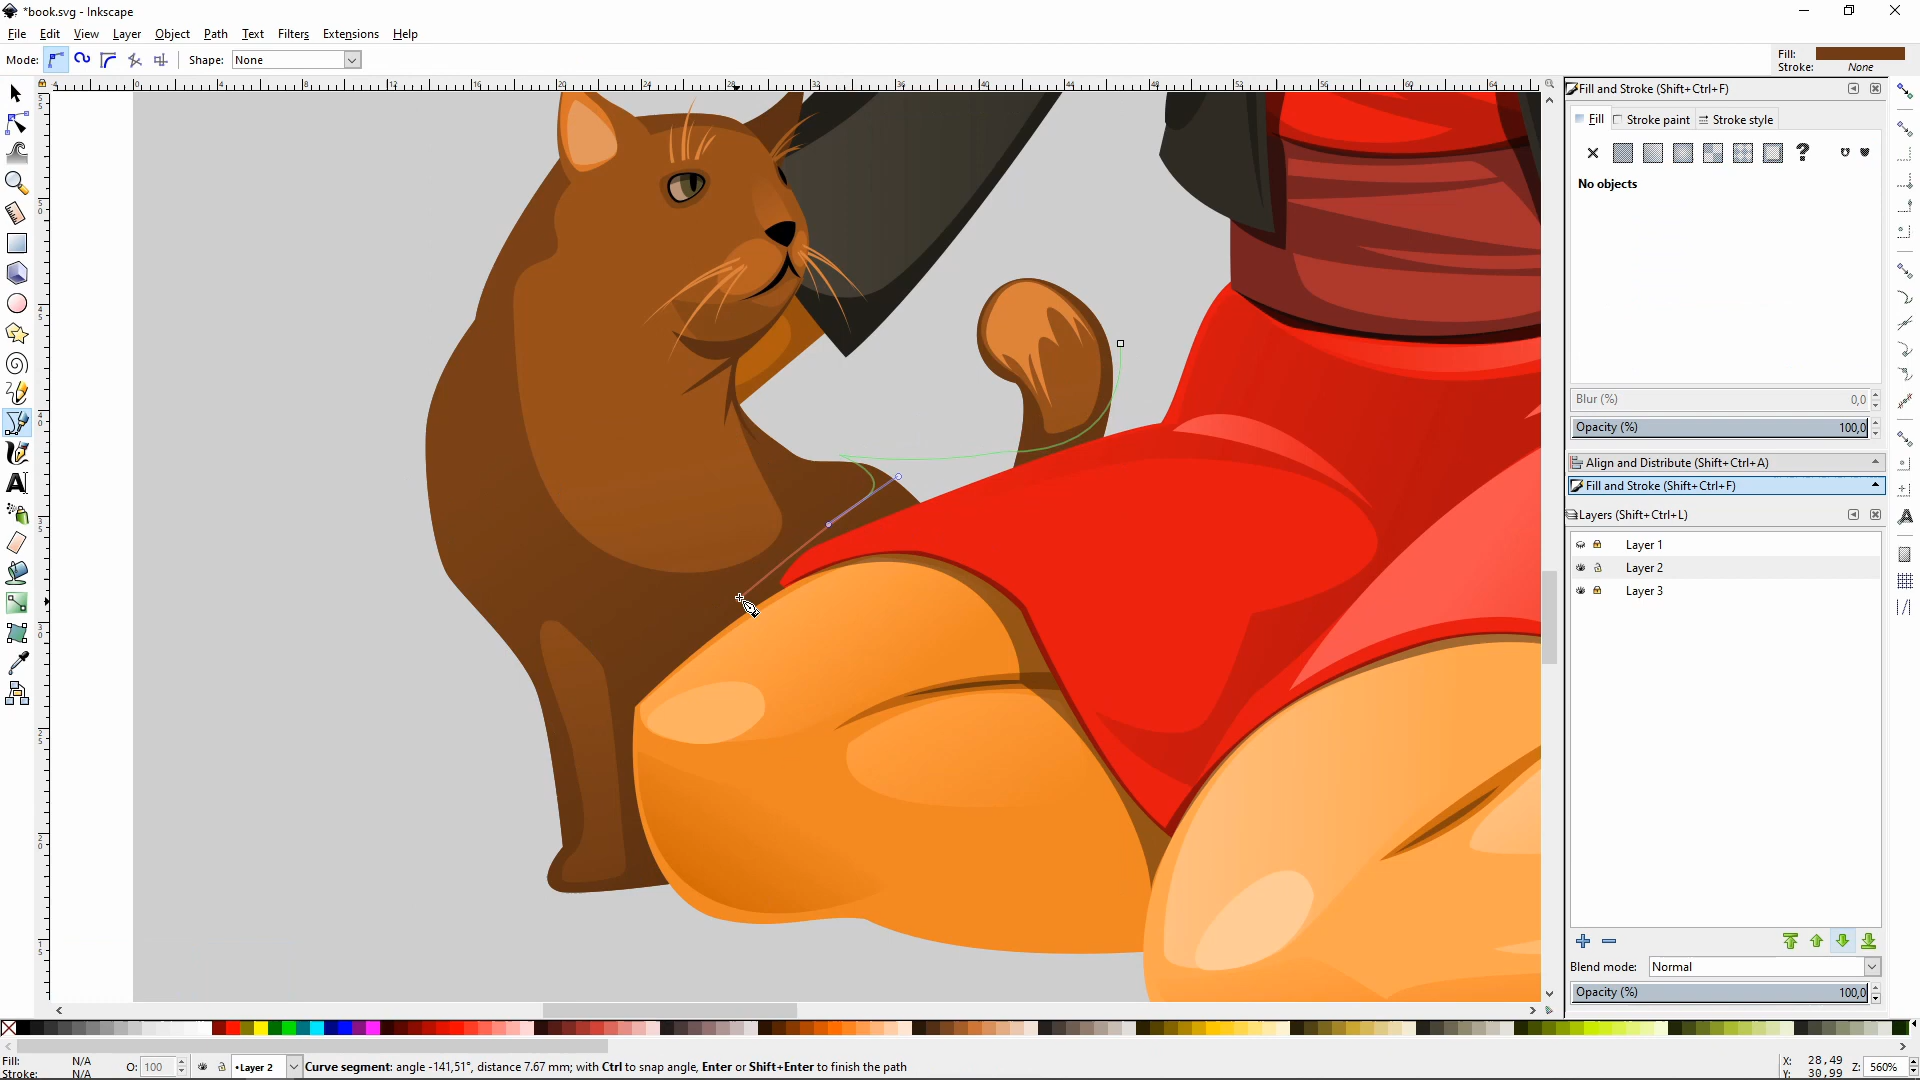 *book.svg - Inkscape
File Edit View Layer Object Path Text Filters Extensions Help
Mode: Shape: None
Fill:
Stroke: None
Fill and Stroke (Shift+Ctrl+F)
Fill Stroke paint Stroke style
No objects
Blur (%) 0,0
Opacity (%) 100,0
Align and Distribute (Shift+Ctrl+A)
Fill and Stroke (Shift+Ctrl+F)
Layers (Shift+Ctrl+L)
Layer 1
Layer 2
Layer 3
Blend mode: Normal
Opacity (%) 100,0
Fill: N/A
Stroke: N/A
O: 100
•Layer 2
Curve segment: angle -141,51°, distance 7.67 mm; with Ctrl to snap angle, Enter or Shift+Enter to finish the path
X: 28,49
Y: 30,99
Z: 560%